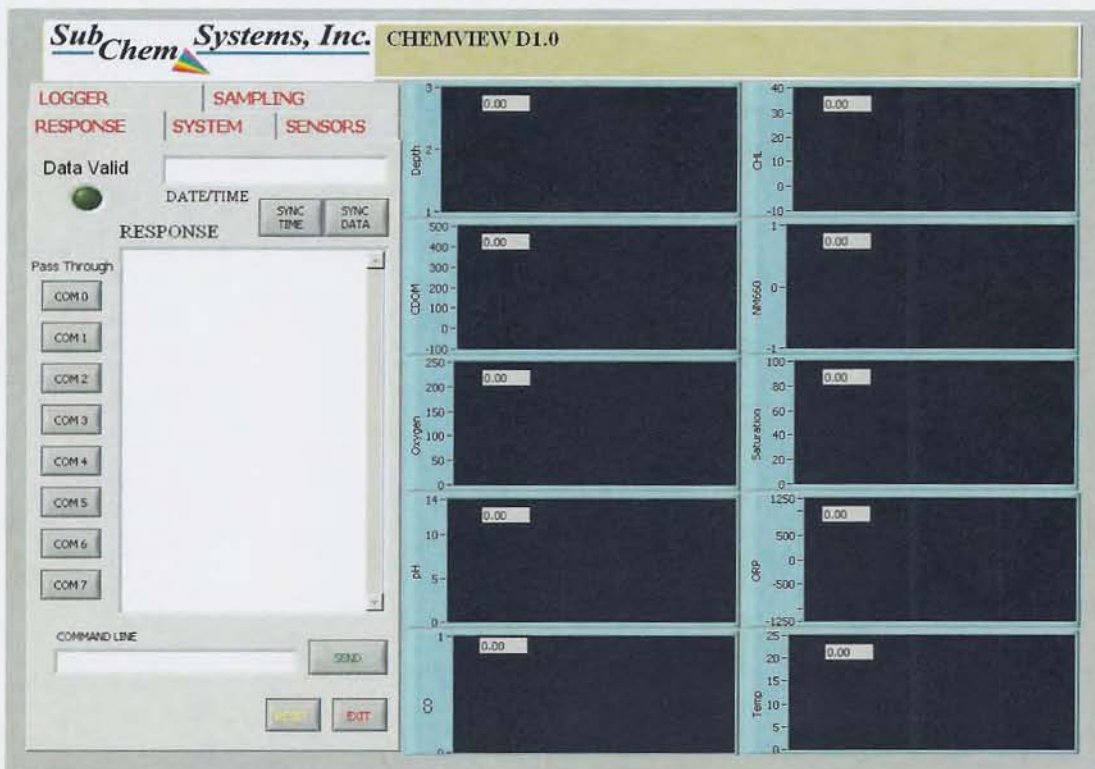 Sub Chem Systems, Inc.
CHEMVIEW D1.0
LOGGER SAMPLING
RESPONSE SYSTEM SENSORS
Data Valid
DATE/TIME
SYNC TIME
SYNC DATA
RESPONSE
Pass Through
COM 0
COM 1
COM 2
COM 3
COM 4
COM 5
COM 6
COM 7
COMMAND LINE
SEND
RESET
EXIT
3
2
1
Depth
0.00
40
30
20
10
0
-10
CHL
0.00
500
400
300
200
100
0
-100
CDOM
0.00
1
0
-1
NM660
0.00
250
200
150
100
50
0
Oxygen
0.00
100
80
60
40
20
0
Saturation
0.00
14
10
5
0
pH
0.00
1250
500
0
-500
-1250
ORP
0.00
1
0
CO
0.00
25
20
15
10
5
0
Temp
0.00